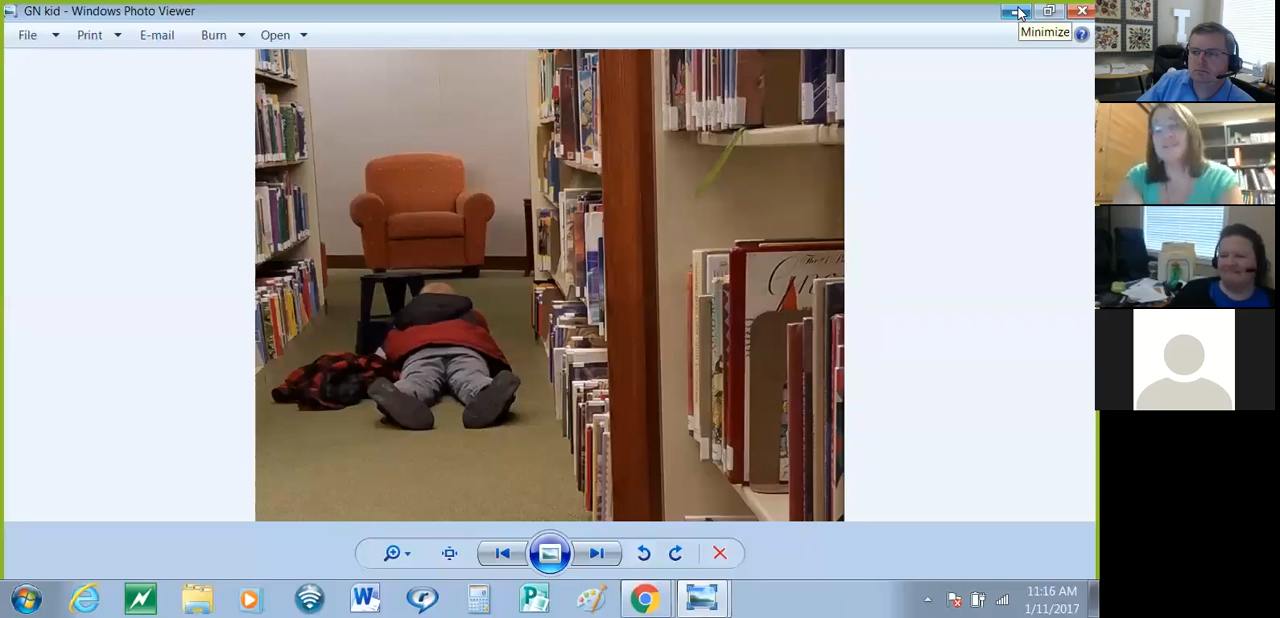 GN kid - Windows Photo Viewer
File Print E-mail Burn Open
Minimize
11:16 AM
1/11/2017